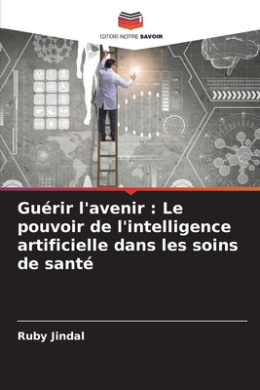 EDITIONS NOTRE SAVOIR
Guérir l'avenir : Le
pouvoir de l'intelligence
artificielle dans les soins
de santé
Ruby Jindal